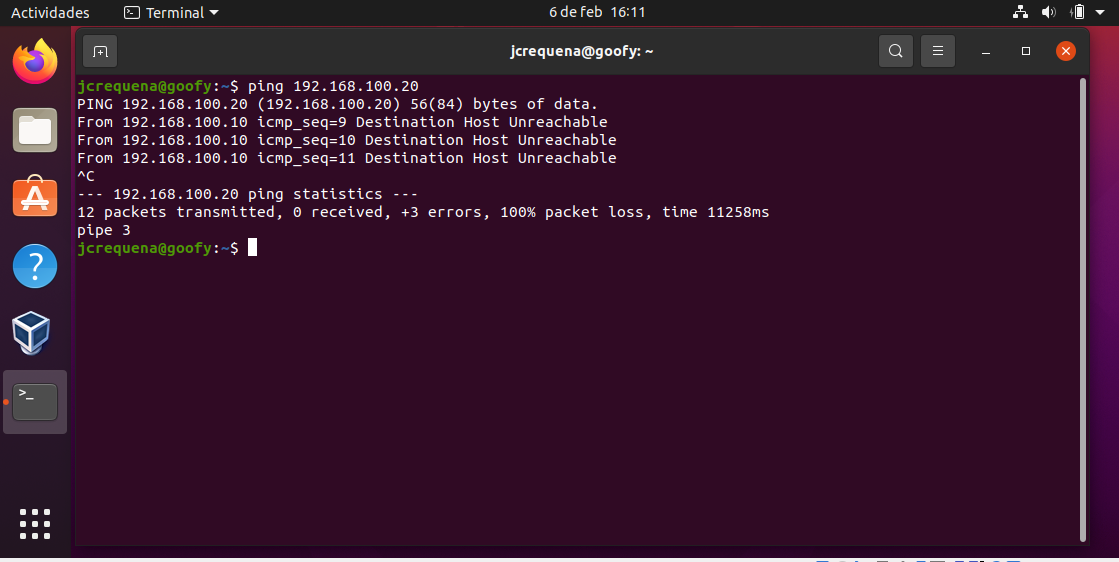 Actividades
Terminal
6 de feb 16:11
jcrequena@goofy: ~
jcrequena@goofy:~$ ping 192.168.100.20
PING 192.168.100.20 (192.168.100.20) 56(84) bytes of data.
From 192.168.100.10 icmp_seq=9 Destination Host Unreachable
From 192.168.100.10 icmp_seq=10 Destination Host Unreachable
From 192.168.100.10 icmp_seq=11 Destination Host Unreachable
^C
--- 192.168.100.20 ping statistics ---
12 packets transmitted, 0 received, +3 errors, 100% packet loss, time 11258ms
pipe 3
jcrequena@goofy:~$